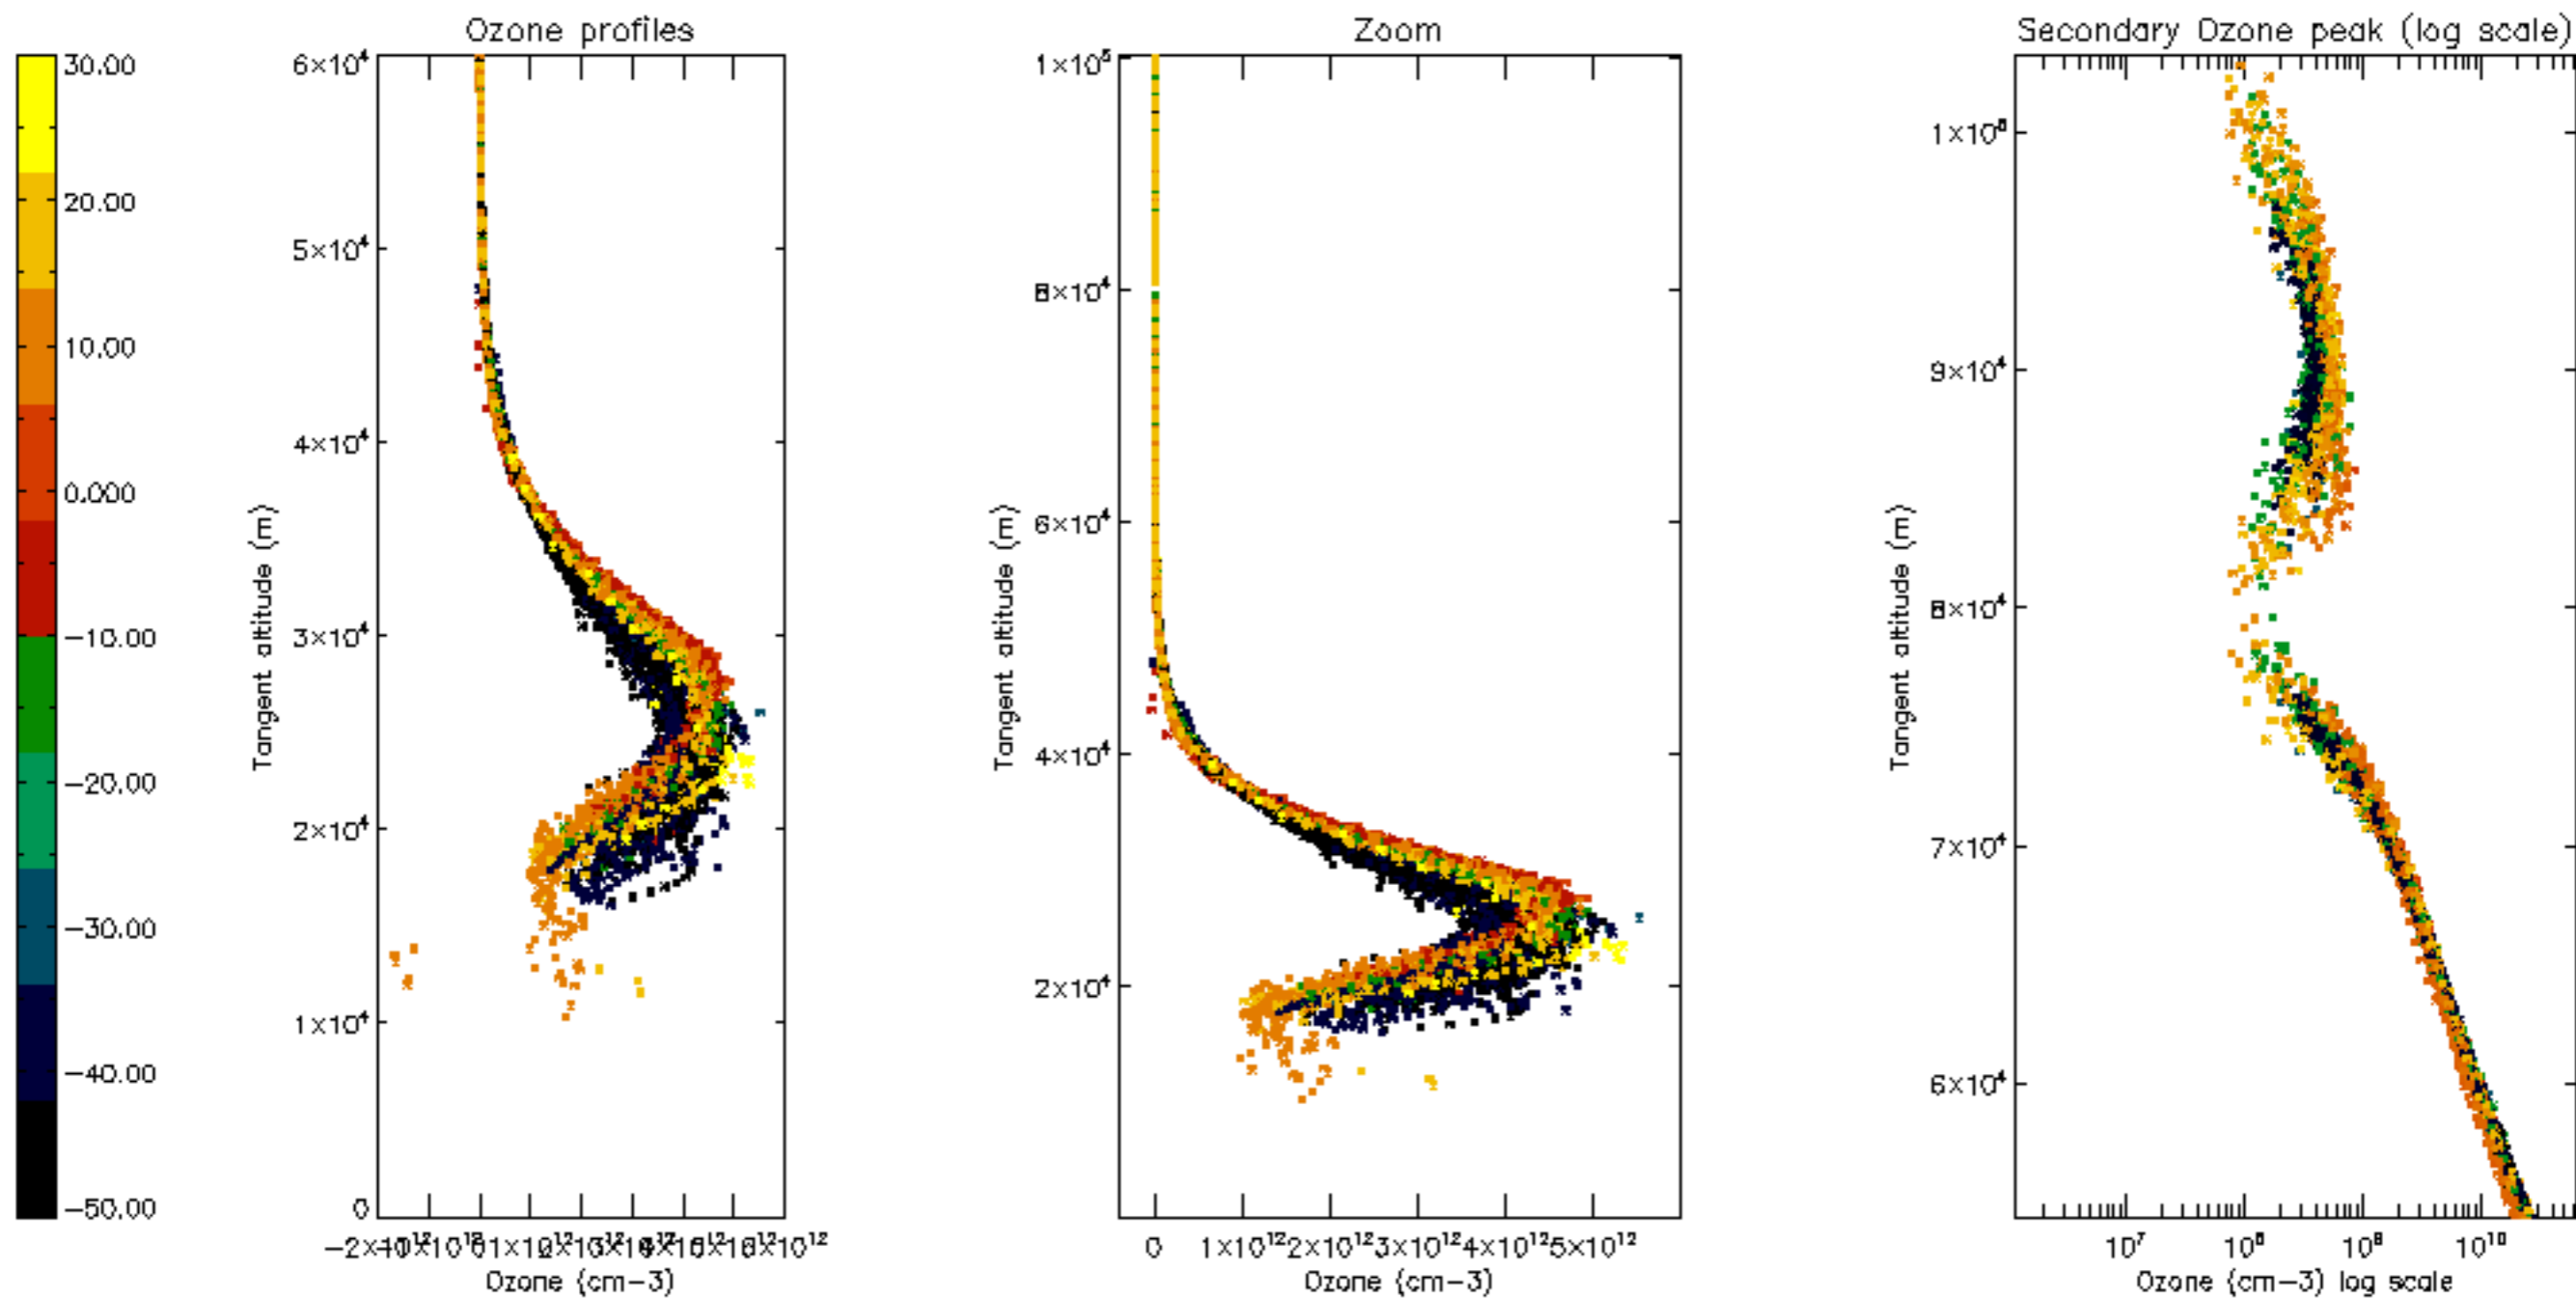 Ozone profiles
Zoom
Secondary Ozone peak (log scale)
30.00
20.00
10.00
0.000
−10.00
−20.00
−30.00
−40.00
−50.00
6×10⁴
5×10⁴
4×10⁴
3×10⁴
2×10⁴
1×10⁴
0
Tangent altitude (m)
Ozone (cm−3)
1×10⁵
8×10⁴
6×10⁴
4×10⁴
2×10⁴
Tangent altitude (m)
0 1×10¹² 2×10¹² 3×10¹² 4×10¹² 5×10¹²
Ozone (cm−3)
9×10⁴
8×10⁴
7×10⁴
6×10⁴
Tangent altitude (m)
10⁷ 10⁸ 10⁹ 10¹⁰
Ozone (cm−3) log scale